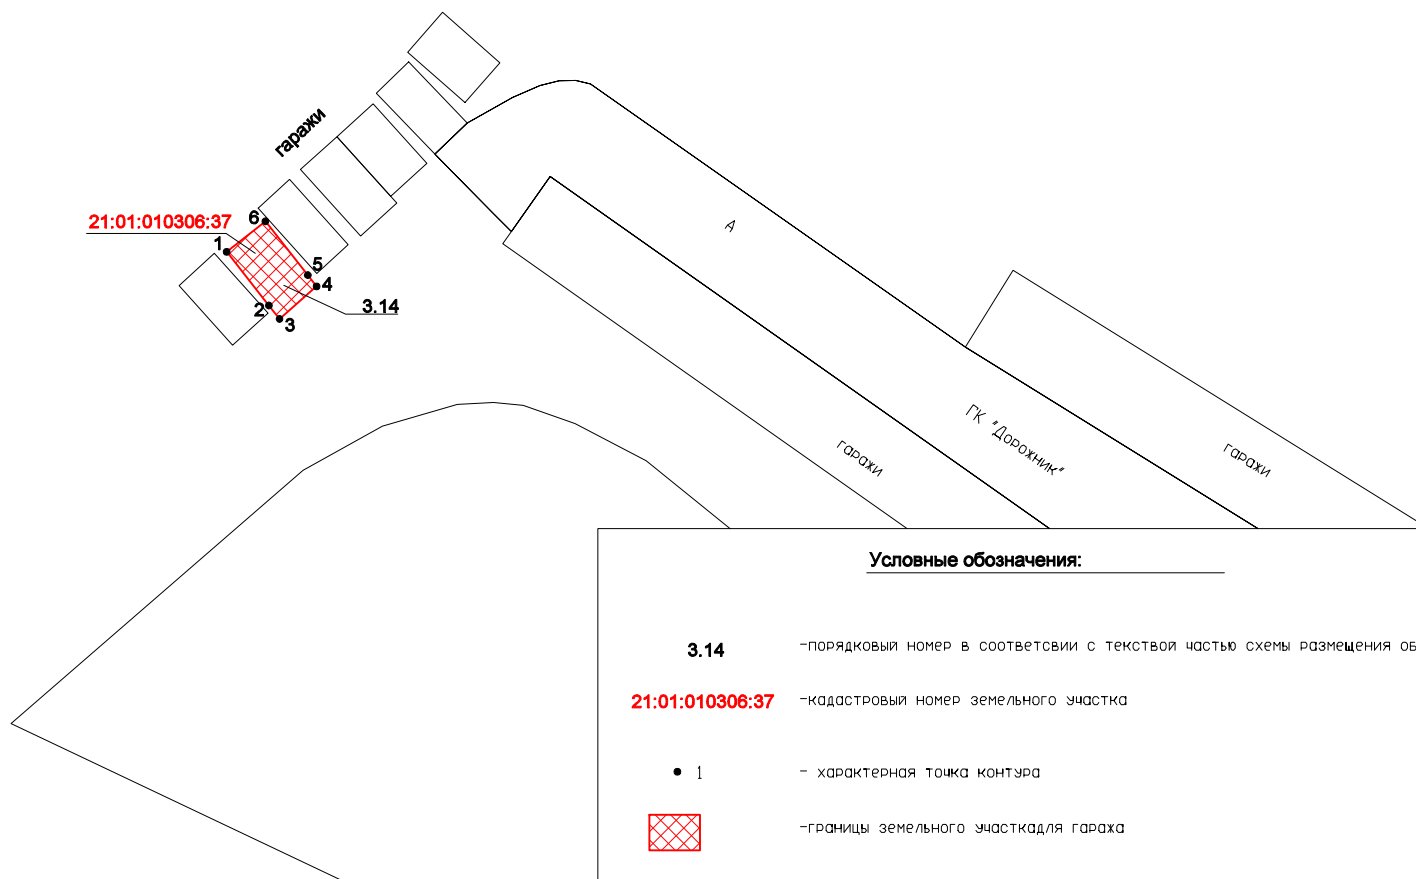 гаражи
21:01:010306:37
6
1
5
4
2
3
3.14
А
ГК "Дорожник"
гаражи
гаражи
Условные обозначения:
3.14 -порядковый номер в соответсвии с текствой частью схемы размещения об
21:01:010306:37 -кадастровый номер земельного участка
1 - характерная точка контура
-границы земельного участкадля гаража